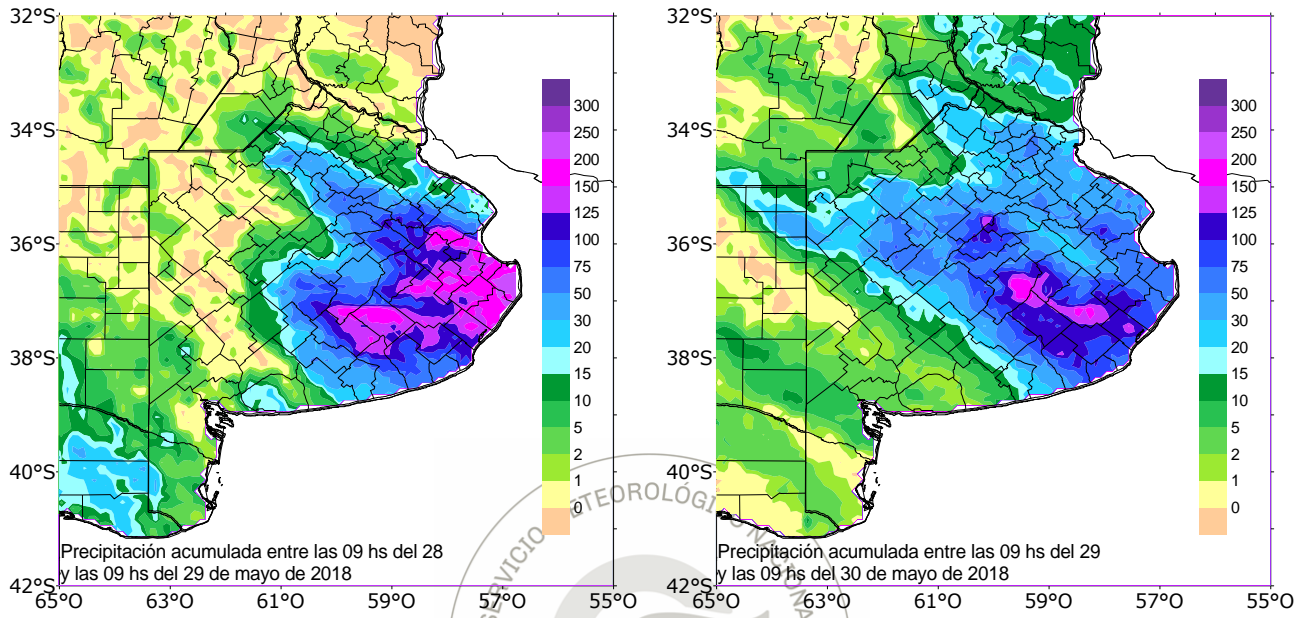 32°S
34°S
36°S
38°S
40°S
42°S
65°O 63°O 61°O 59°O 57°O 55°O
300
250
200
150
125
100
75
50
30
20
15
10
5
2
1
0
Precipitación acumulada entre las 09 hs del 28
y las 09 hs del 29 de mayo de 2018
32°S
34°S
36°S
38°S
40°S
42°S
65°O 63°O 61°O 59°O 57°O 55°O
300
250
200
150
125
100
75
50
30
20
15
10
5
2
1
0
Precipitación acumulada entre las 09 hs del 29
y las 09 hs del 30 de mayo de 2018
SERVICIO METEOROLÓGICO NACIONAL